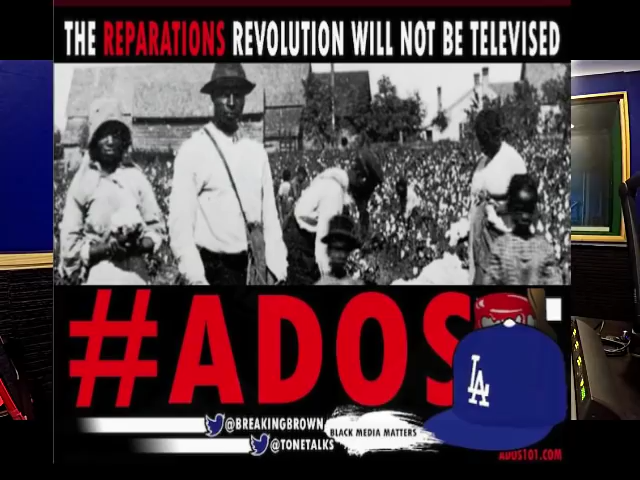 THE REPARATIONS REVOLUTION WILL NOT BE TELEVISED
#ADOS
LA
@BREAKINGBROWN
BLACK MEDIA MATTERS
@TONETALKS
ADOS101.COM